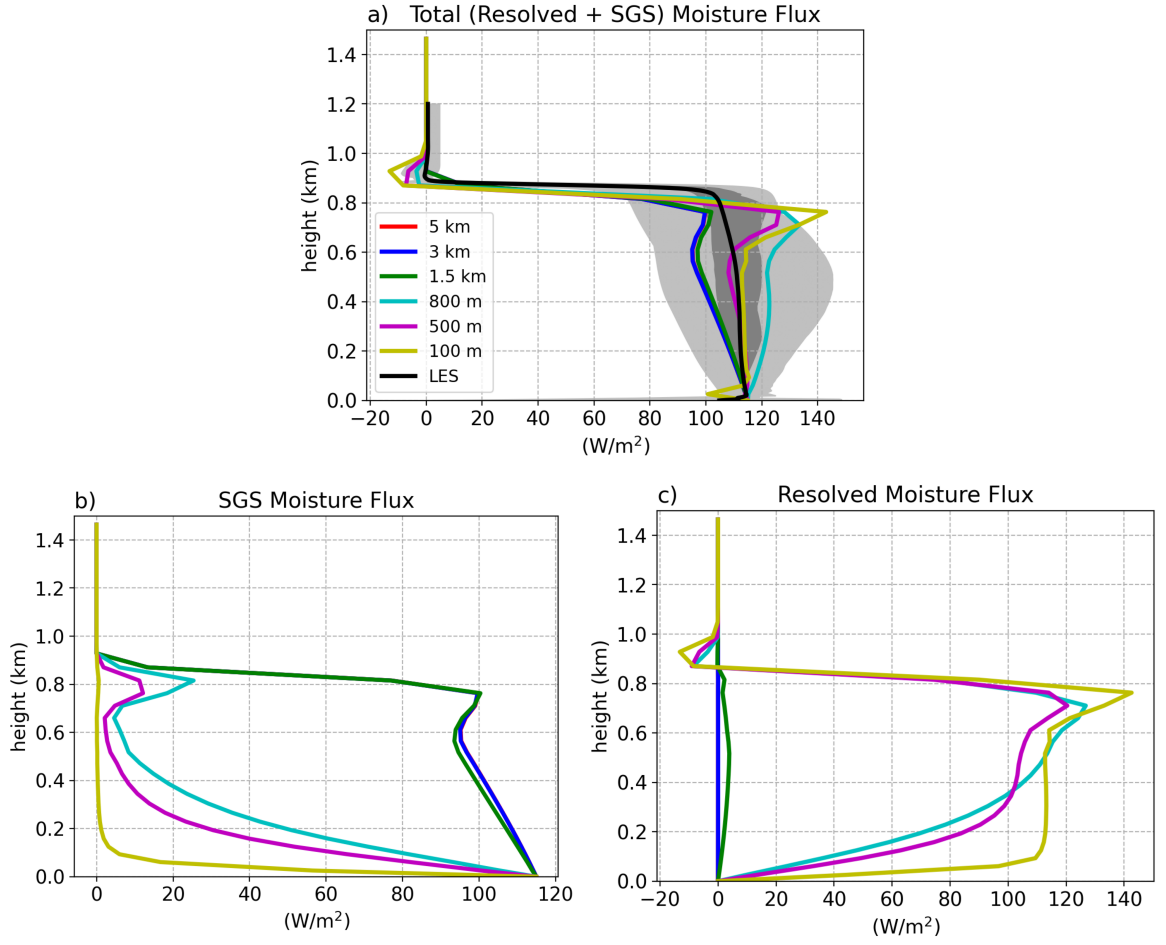 a) Total (Resolved + SGS) Moisture Flux
1.4
1.2
1.0
0.8
0.6
0.4
0.2
0.0
height (km)
5 km
3 km
1.5 km
800 m
500 m
100 m
LES
−20 0 20 40 60 80 100 120 140
(W/m²)
b) SGS Moisture Flux
1.4
1.2
1.0
0.8
0.6
0.4
0.2
0.0
height (km)
0 20 40 60 80 100 120
(W/m²)
c) Resolved Moisture Flux
1.4
1.2
1.0
0.8
0.6
0.4
0.2
0.0
height (km)
−20 0 20 40 60 80 100 120 140
(W/m²)